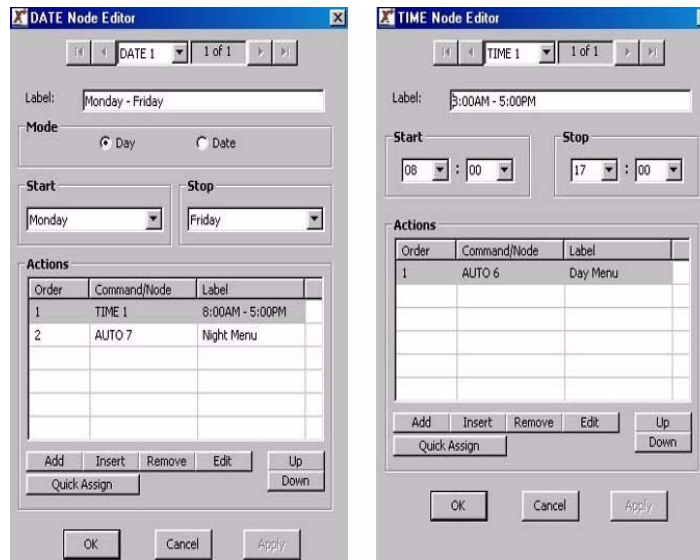 DATE Node Editor
DATE 1 1 of 1
Label: Monday - Friday
Mode
Day Date
Start Stop
Monday Friday
Actions
Order Command/Node Label
1 TIME 1 8:00AM - 5:00PM
2 AUTO 7 Night Menu
Add Insert Remove Edit Up
Quick Assign Down
OK Cancel Apply
TIME Node Editor
TIME 1 1 of 1
Label: 8:00AM - 5:00PM
Start Stop
08 : 00 17 : 00
Actions
Order Command/Node Label
1 AUTO 6 Day Menu
Add Insert Remove Edit Up
Quick Assign Down
OK Cancel Apply